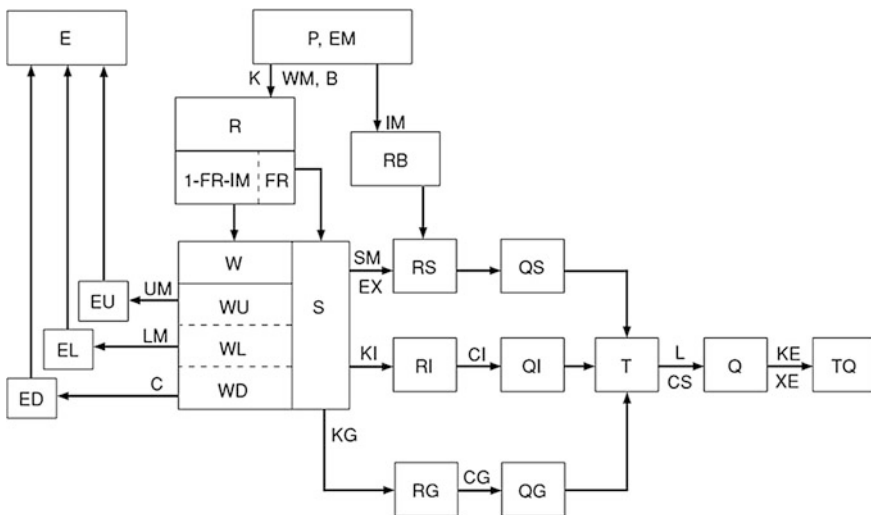 E
P, EM
K WM, B
R
IM
1-FR-IM FR
RB
W
S
SM
EX
RS
QS
UM
EU
WU
LM
EL
WL
KI
RI
CI
QI
T
L
CS
Q
KE
XE
TQ
C
ED
WD
KG
RG
CG
QG